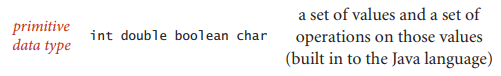 primitive
data type
int double boolean char
a set of values and a set of
operations on those values
(built in to the Java language)